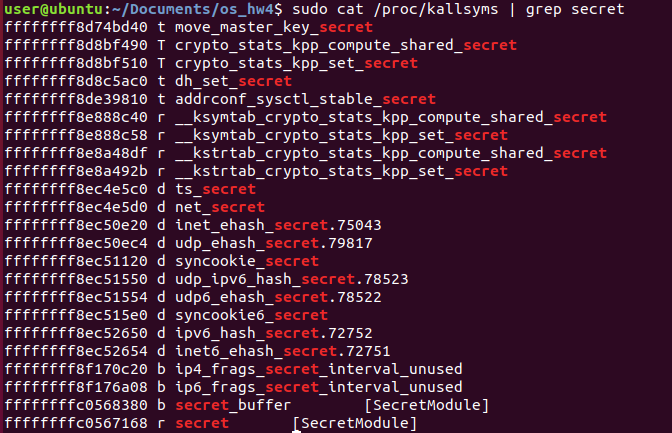 user@ubuntu:~/Documents/os_hw4$ sudo cat /proc/kallsyms | grep secret
ffffffff8d74bd40 t move_master_key_secret
ffffffff8d8bf490 T crypto_stats_kpp_compute_shared_secret
ffffffff8d8bf510 T crypto_stats_kpp_set_secret
ffffffff8d8c5ac0 t dh_set_secret
ffffffff8de39810 t addrconf_sysctl_stable_secret
ffffffff8e888c40 r __ksymtab_crypto_stats_kpp_compute_shared_secret
ffffffff8e888c58 r __ksymtab_crypto_stats_kpp_set_secret
ffffffff8e8a48df r __kstrtab_crypto_stats_kpp_compute_shared_secret
ffffffff8e8a492b r __kstrtab_crypto_stats_kpp_set_secret
ffffffff8ec4e5c0 d ts_secret
ffffffff8ec4e5d0 d net_secret
ffffffff8ec50e20 d inet_ehash_secret.75043
ffffffff8ec50ec4 d udp_ehash_secret.79817
ffffffff8ec51120 d syncookie_secret
ffffffff8ec51550 d udp_ipv6_hash_secret.78523
ffffffff8ec51554 d udp6_ehash_secret.78522
ffffffff8ec515e0 d syncookie6_secret
ffffffff8ec52650 d ipv6_hash_secret.72752
ffffffff8ec52654 d inet6_ehash_secret.72751
ffffffff8f170c20 b ip4_frags_secret_interval_unused
ffffffff8f176a08 b ip6_frags_secret_interval_unused
ffffffffc0568380 b secret_buffer [SecretModule]
ffffffffc0567168 r secret [SecretModule]